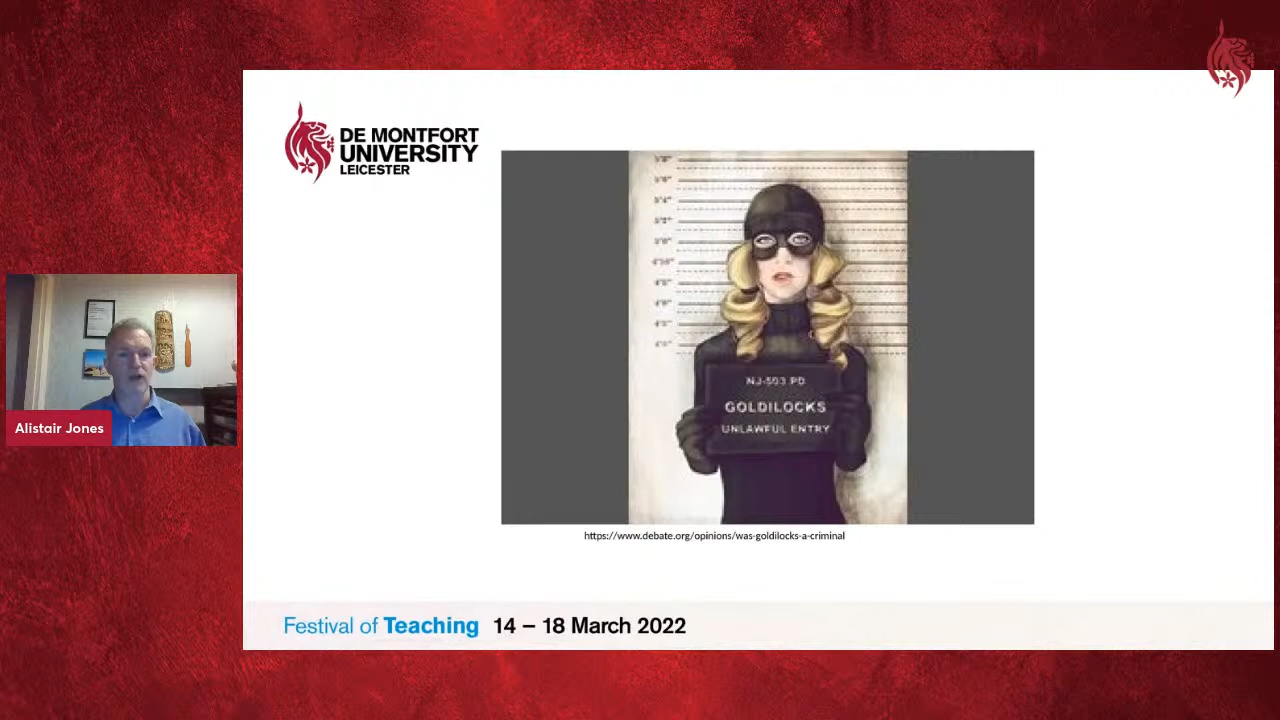 DE MONTFORT
UNIVERSITY
LEICESTER
NJ-503 PD
GOLDILOCKS
UNLAWFUL ENTRY
https://www.debate.org/opinions/was-goldilocks-a-criminal
Alistair Jones
Festival of Teaching 14 – 18 March 2022